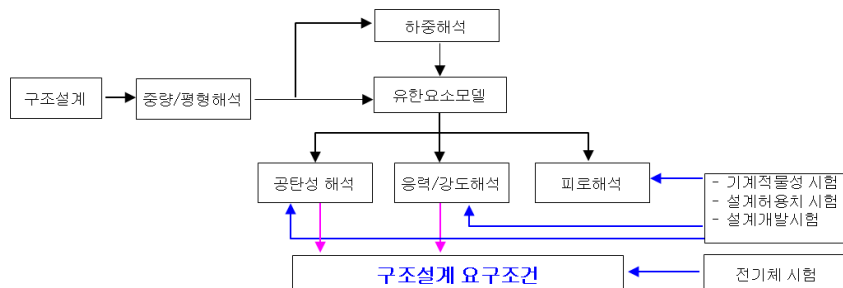 하중해석
구조설계
중량/평형해석
유한요소모델
공탄성 해석
응력/강도해석
피로해석
- 기계적물성 시험
- 설계허용치 시험
- 설계개발시험
구조설계 요구조건
전기체 시험